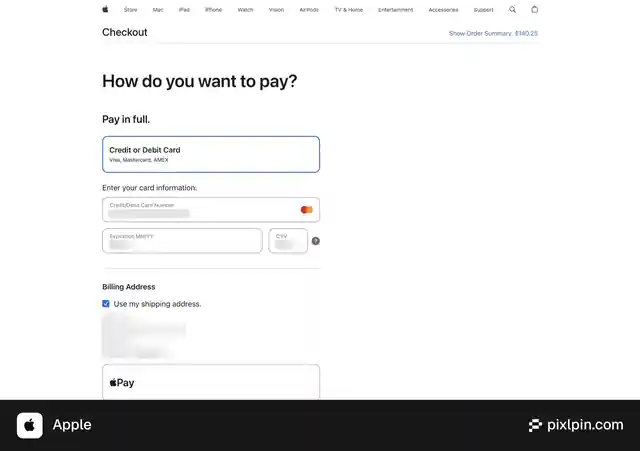 Store Mac iPad iPhone Watch Vision AirPods TV & Home Entertainment Accessories Support
Checkout
Show Order Summary: $140.25
How do you want to pay?
Pay in full.
Credit or Debit Card
Visa, Mastercard, AMEX
Enter your card information:
Credit/Debit Card Number
Expiration MM/YY
CVV
?
Billing Address
Use my shipping address.
Pay
Apple
pixlpin.com